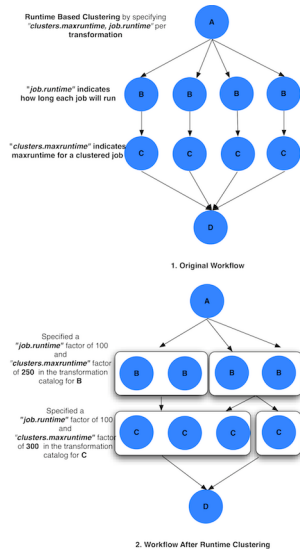 Runtime Based Clustering by specifying
"clusters.maxruntime, job.runtime" per
transformation
A
"job.runtime" indicates
how long each job will run
B B B B
"clusters.maxruntime" indicates
maxruntime for a clustered job
C C C C
D
1. Original Workflow
A
Specified a
"job.runtime" factor of 100
and
"clusters.maxruntime" factor
of 250 in the transformation
catalog for B
B B B B
Specified a
"job.runtime" factor of 100
and
"clusters.maxruntime" factor
of 300 in the transformation
catalog for C
C C C C
D
2. Workflow After Runtime Clustering